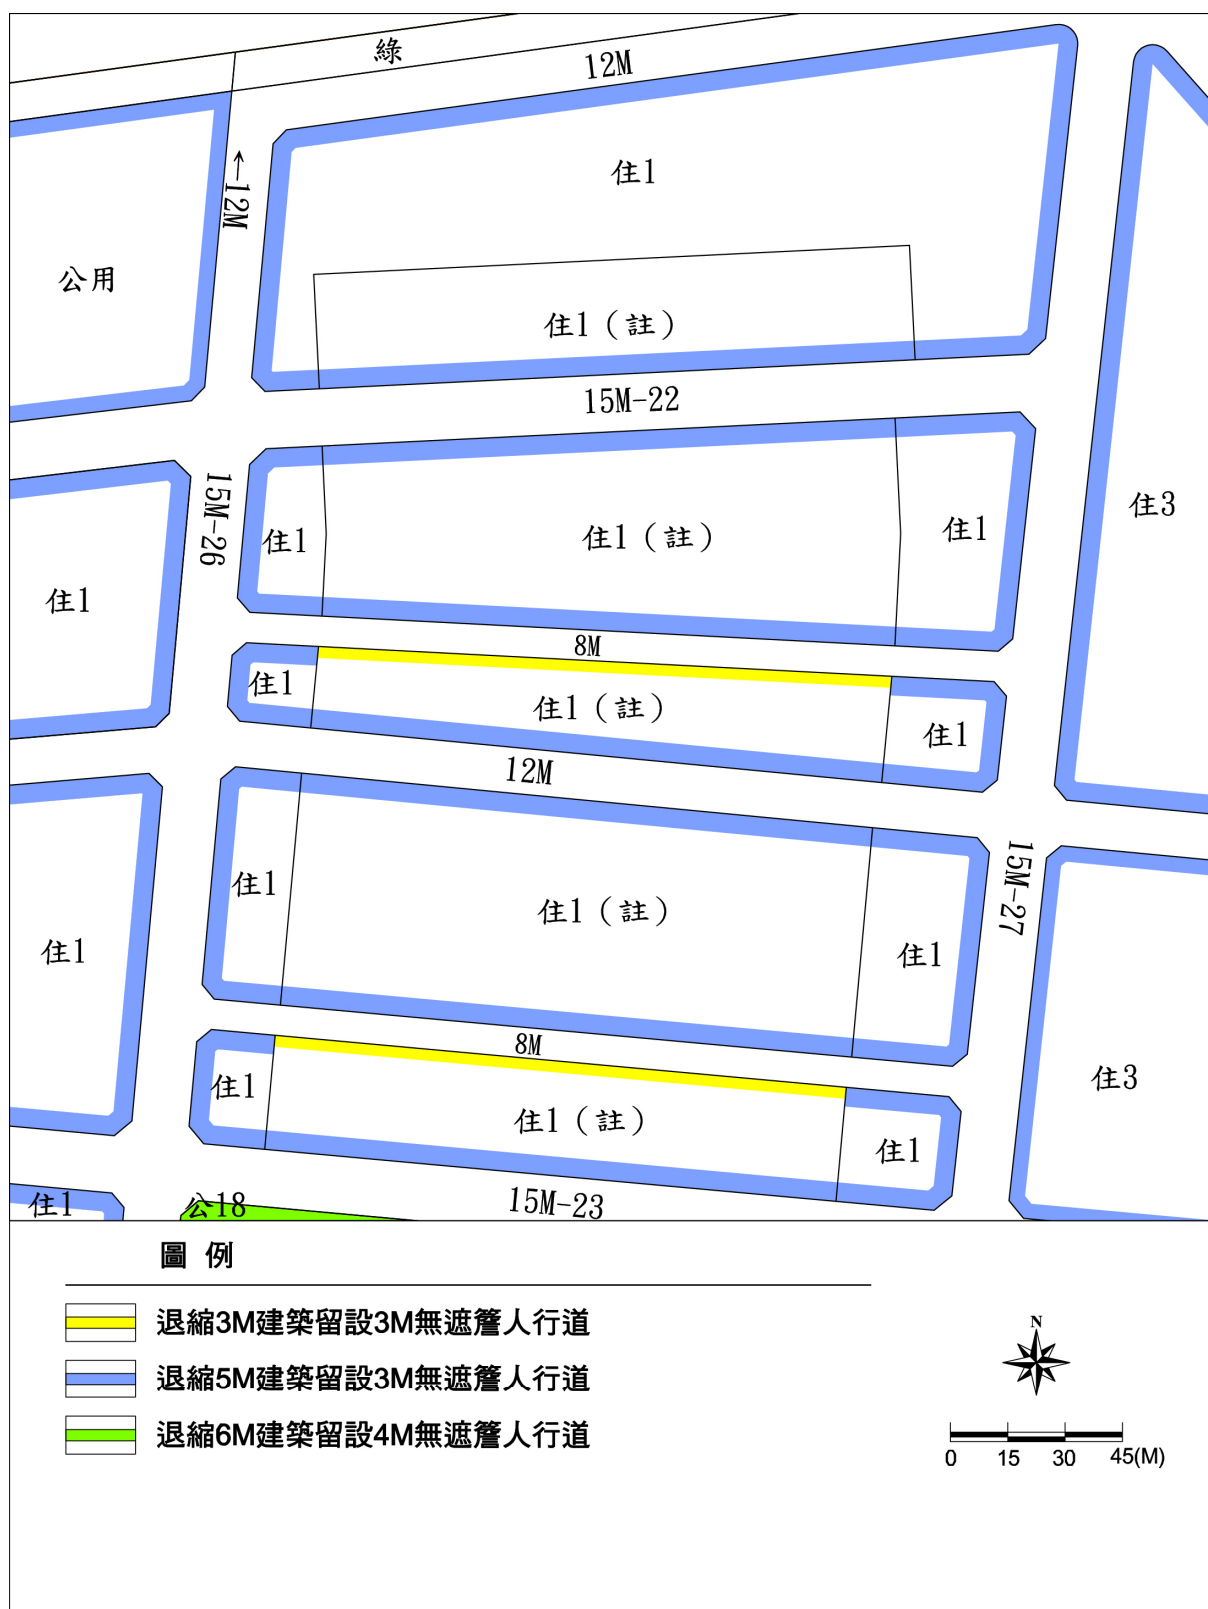 綠
12M
住1
←12M
公用
住1（註）
15M-22
15M-26
住3
住1
住1（註）
住1
住1
8M
住1
住1（註）
住1
12M
15M-27
住1
住1（註）
住1
住1
8M
住3
住1
住1（註）
住1
住1
公18
15M-23
圖 例
退縮3M建築留設3M無遮簷人行道
退縮5M建築留設3M無遮簷人行道
退縮6M建築留設4M無遮簷人行道
N
0 15 30 45(M)